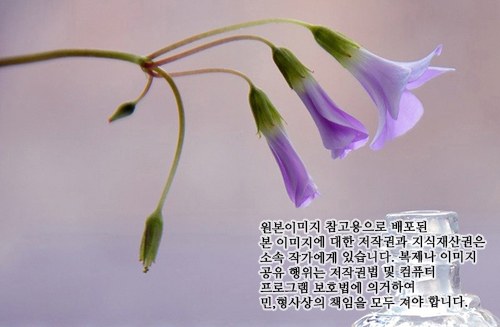 원본이미지 참고용으로 배포된
본 이미지에 대한 저작권과 지식재산권은
소속 작가에게 있습니다. 복제나 이미지
공유 행위는 저작권법 및 컴퓨터
프로그램 보호법에 의거하여
민,형사상의 책임을 모두 져야 합니다.